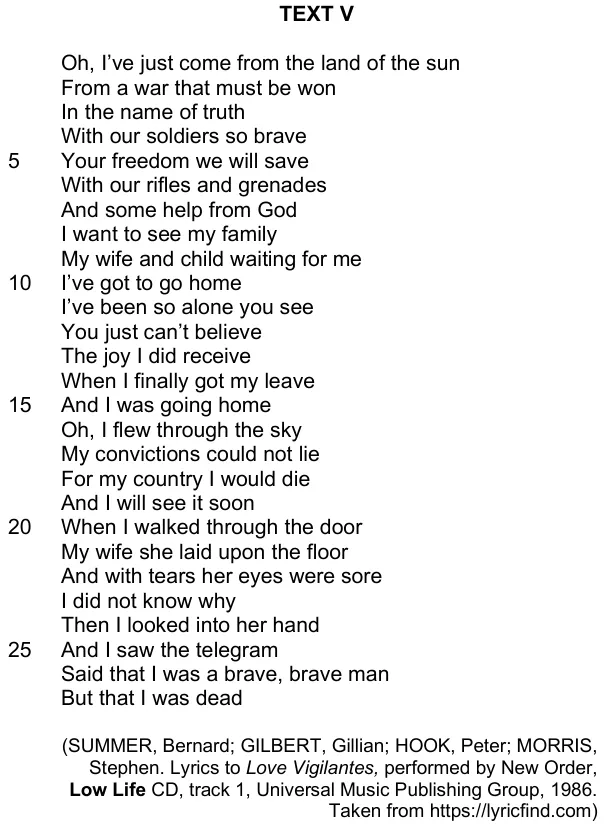 TEXT V
Oh, I've just come from the land of the sun
From a war that must be won
In the name of truth
With our soldiers so brave
5 Your freedom we will save
With our rifles and grenades
And some help from God
I want to see my family
My wife and child waiting for me
10 I've got to go home
I've been so alone you see
You just can't believe
The joy I did receive
When I finally got my leave
15 And I was going home
Oh, I flew through the sky
My convictions could not lie
For my country I would die
And I will see it soon
20 When I walked through the door
My wife she laid upon the floor
And with tears her eyes were sore
I did not know why
Then I looked into her hand
25 And I saw the telegram
Said that I was a brave, brave man
But that I was dead
(SUMMER, Bernard; GILBERT, Gillian; HOOK, Peter; MORRIS,
Stephen. Lyrics to Love Vigilantes, performed by New Order,
Low Life CD, track 1, Universal Music Publishing Group, 1986.
Taken from https://lyricfind.com)